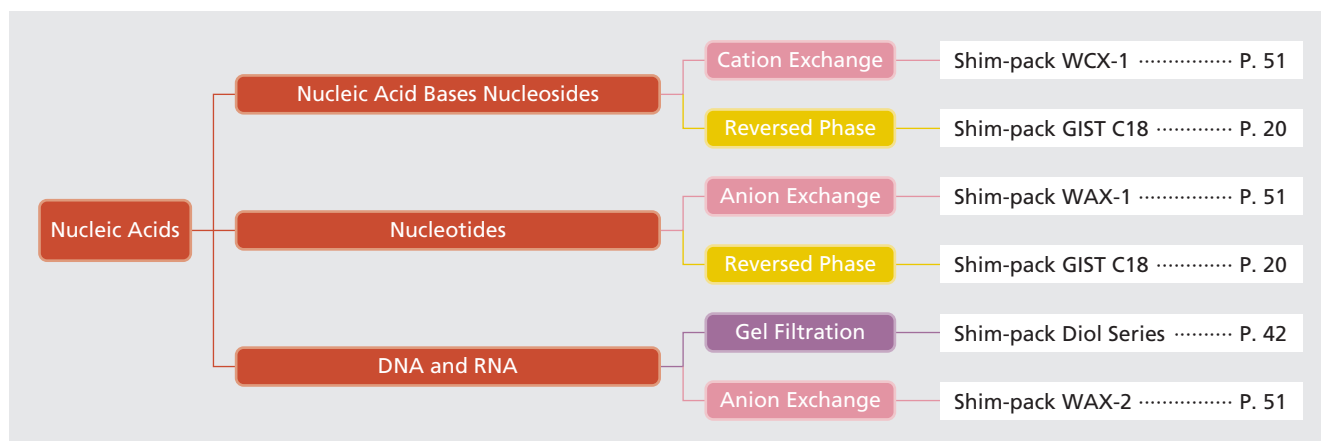 Nucleic Acids
Nucleic Acid Bases Nucleosides
Cation Exchange
Shim-pack WCX-1 ················ P. 51
Reversed Phase
Shim-pack GIST C18 ············· P. 20
Nucleotides
Anion Exchange
Shim-pack WAX-1 ················ P. 51
Reversed Phase
Shim-pack GIST C18 ············· P. 20
DNA and RNA
Gel Filtration
Shim-pack Diol Series ·········· P. 42
Anion Exchange
Shim-pack WAX-2 ················ P. 51